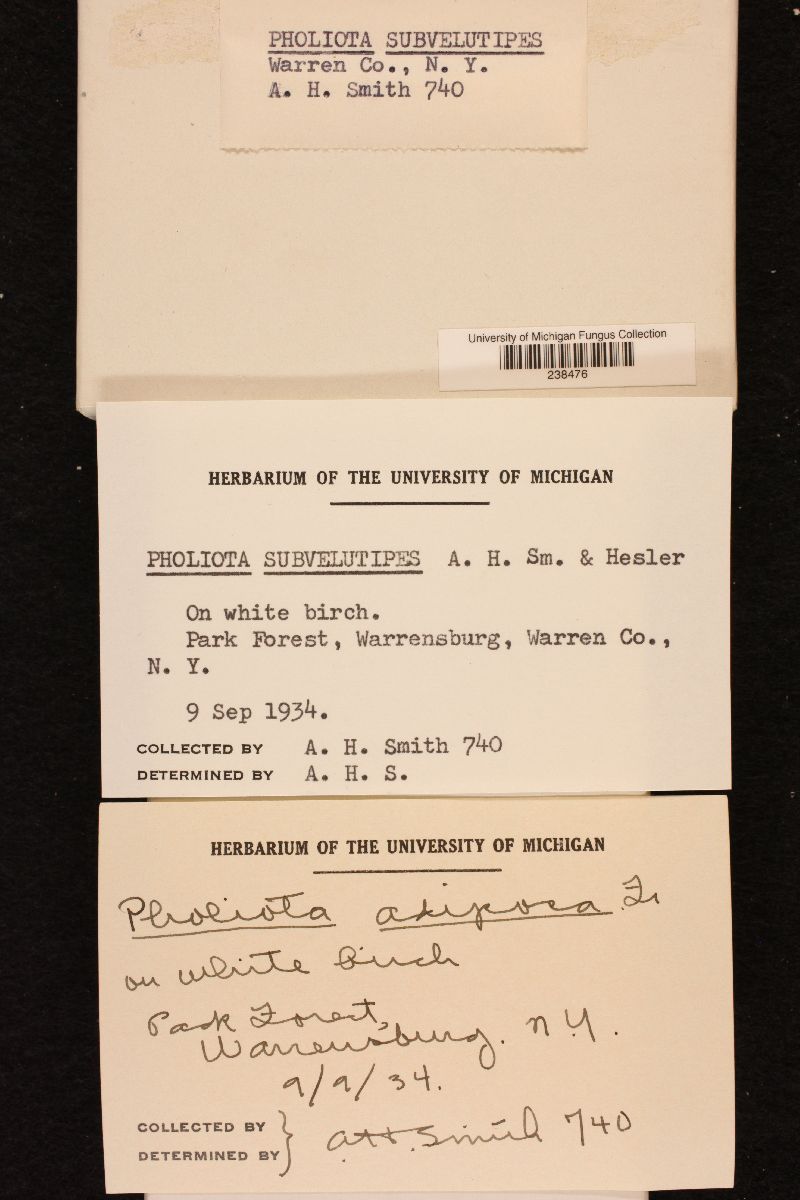 PHOLIOTA SUBVELUTIPES
Warren Co., N. Y.
A. H. Smith 740
University of Michigan Fungus Collection
238476
HERBARIUM OF THE UNIVERSITY OF MICHIGAN
PHOLIOTA SUBVELUTIPES A. H. Sm. & Hesler
On white birch.
Park Forest, Warrensburg, Warren Co.,
N. Y.
9 Sep 1934.
COLLECTED BY A. H. Smith 740
DETERMINED BY A. H. S.
HERBARIUM OF THE UNIVERSITY OF MICHIGAN
Pholiota adiposa Fr
on white birch
Park Forest,
Warrensburg. N.Y.
9/9/34.
COLLECTED BY
DETERMINED BY } A.H. Smith 740